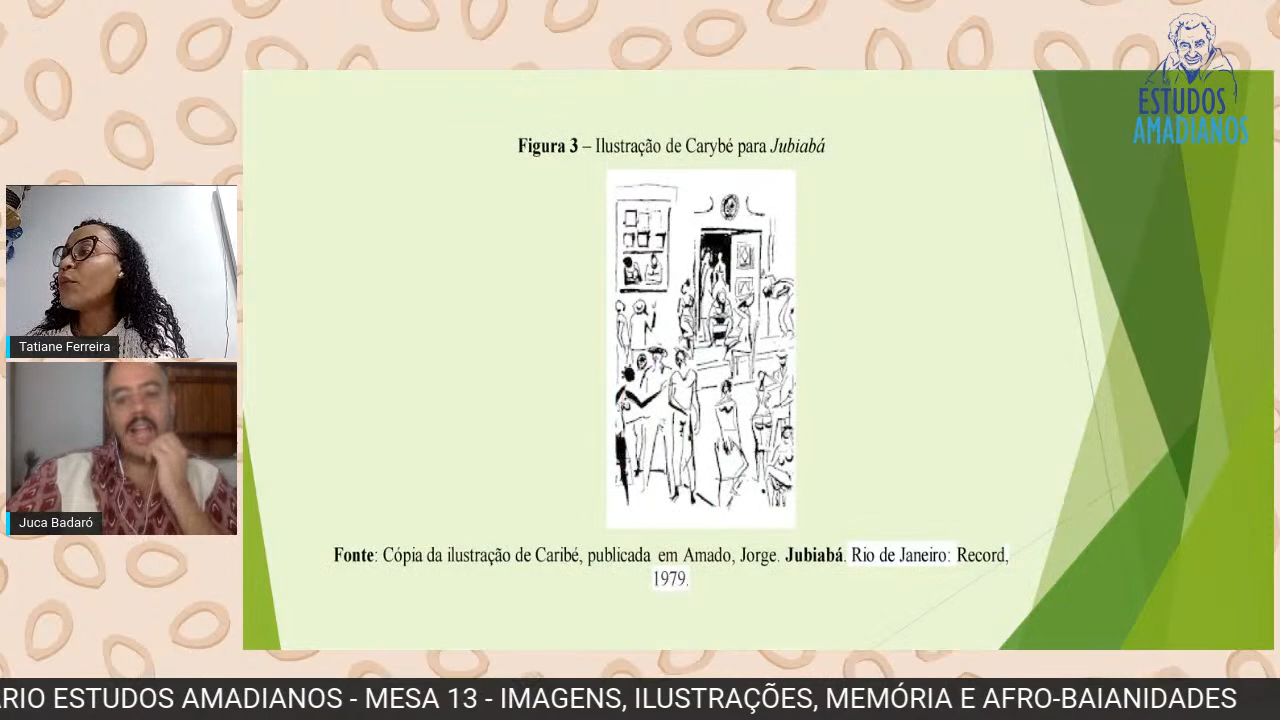 ESTUDOS
AMADIANOS
Figura 3 – Ilustração de Carybé para Jubiabá
Tatiane Ferreira
Juca Badaró
Fonte: Cópia da ilustração de Caribé, publicada em Amado, Jorge. Jubiabá. Rio de Janeiro: Record,
1979.
ÁRIO ESTUDOS AMADIANOS - MESA 13 - IMAGENS, ILUSTRAÇÕES, MEMÓRIA E AFRO-BAIANIDADES